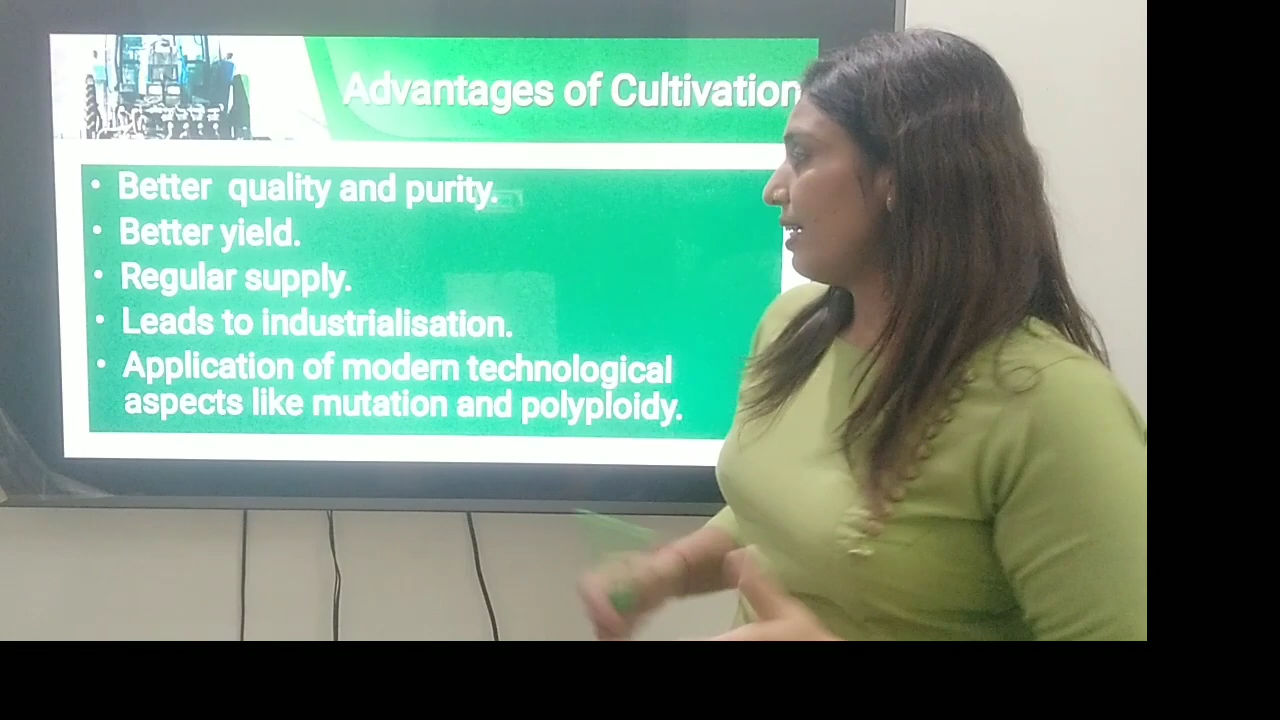 Advantages of Cultivation
• Better quality and purity.
• Better yield.
• Regular supply.
• Leads to industrialisation.
• Application of modern technological
aspects like mutation and polyploidy.